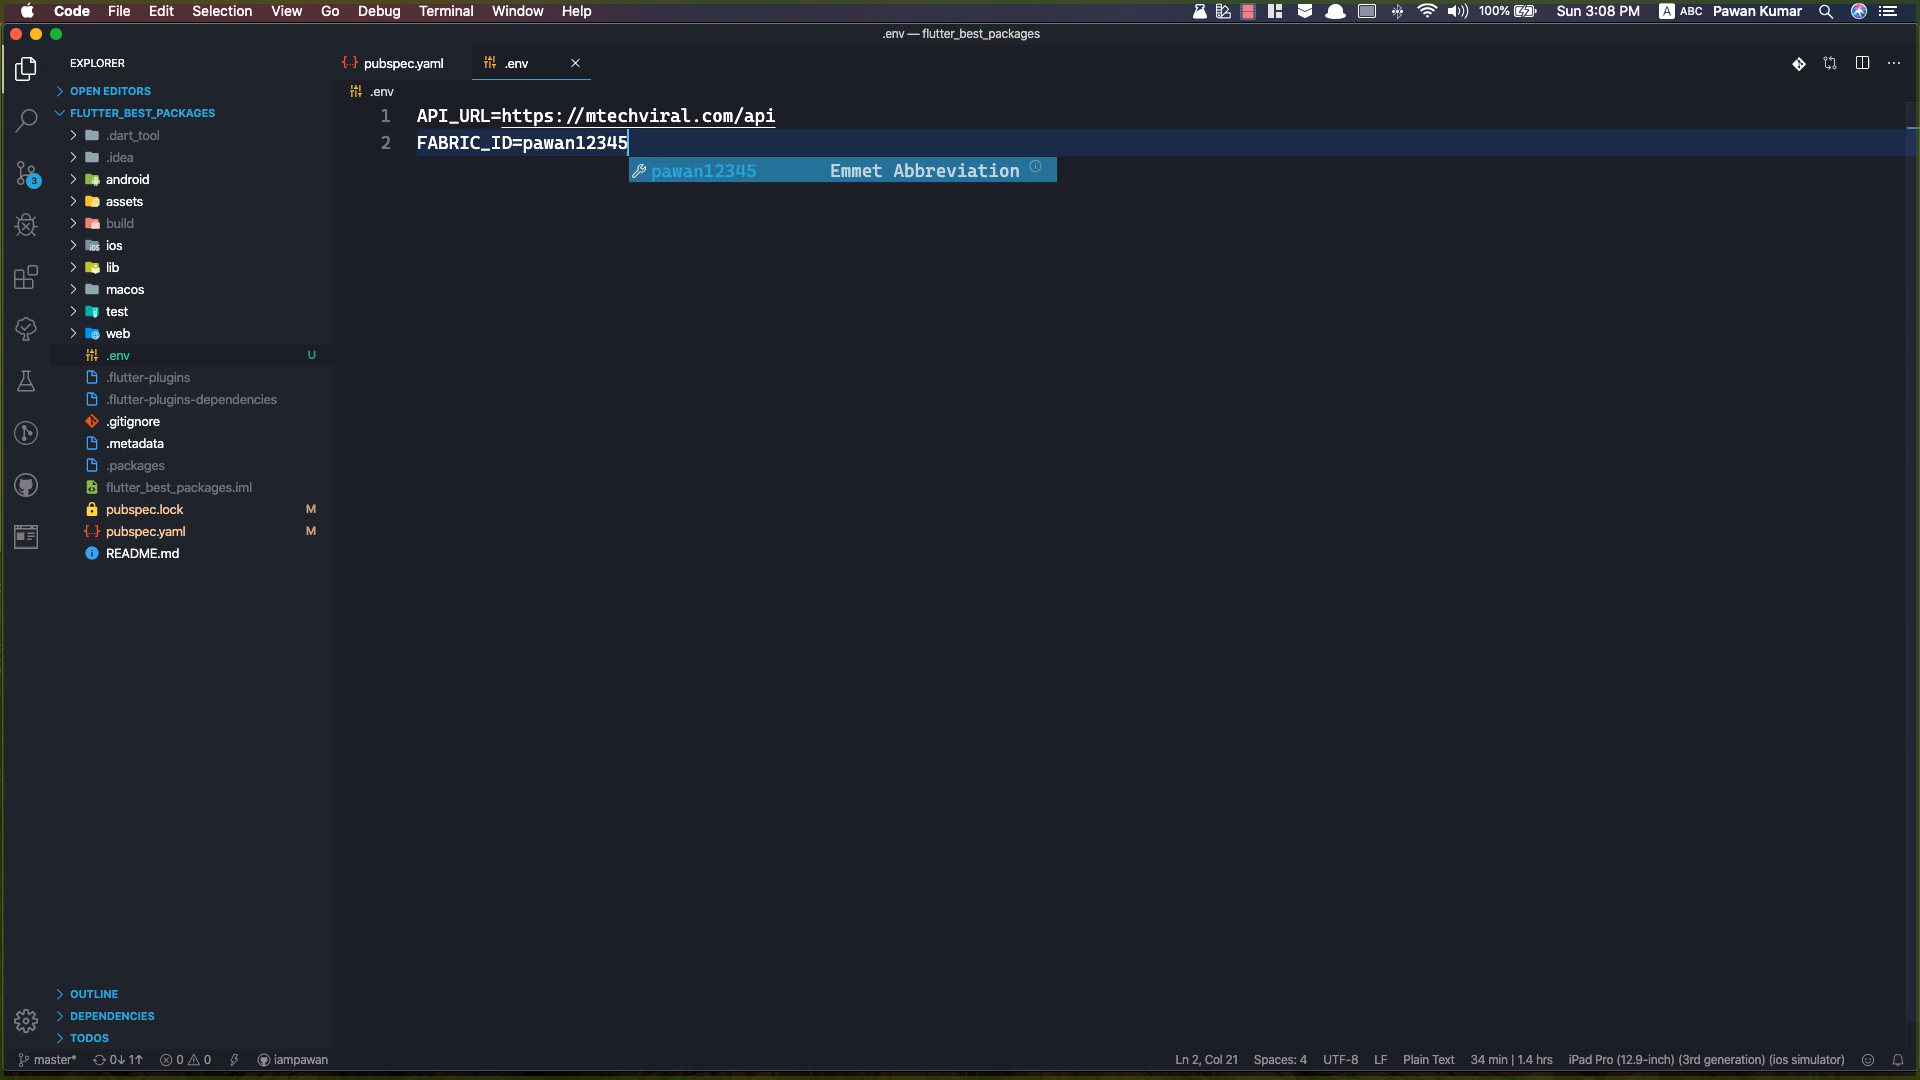 Code File Edit Selection View Go Debug Terminal Window Help 100% Sun 3:08 PM A ABC Pawan Kumar
.env — flutter_best_packages
EXPLORER
OPEN EDITORS
FLUTTER_BEST_PACKAGES
.dart_tool
.idea
android
assets
build
ios
lib
macos
test
web
.env U
.flutter-plugins
.flutter-plugins-dependencies
.gitignore
.metadata
.packages
flutter_best_packages.iml
pubspec.lock M
pubspec.yaml M
README.md
3
OUTLINE
DEPENDENCIES
TODOS
pubspec.yaml .env
.env
1 API_URL=https://mtechviral.com/api
2 FABRIC_ID=pawan12345
pawan12345 Emmet Abbreviation
master* 0↓ 1↑ 0 0 iampawan Ln 2, Col 21 Spaces: 4 UTF-8 LF Plain Text 34 min | 1.4 hrs iPad Pro (12.9-inch) (3rd generation) (ios simulator)